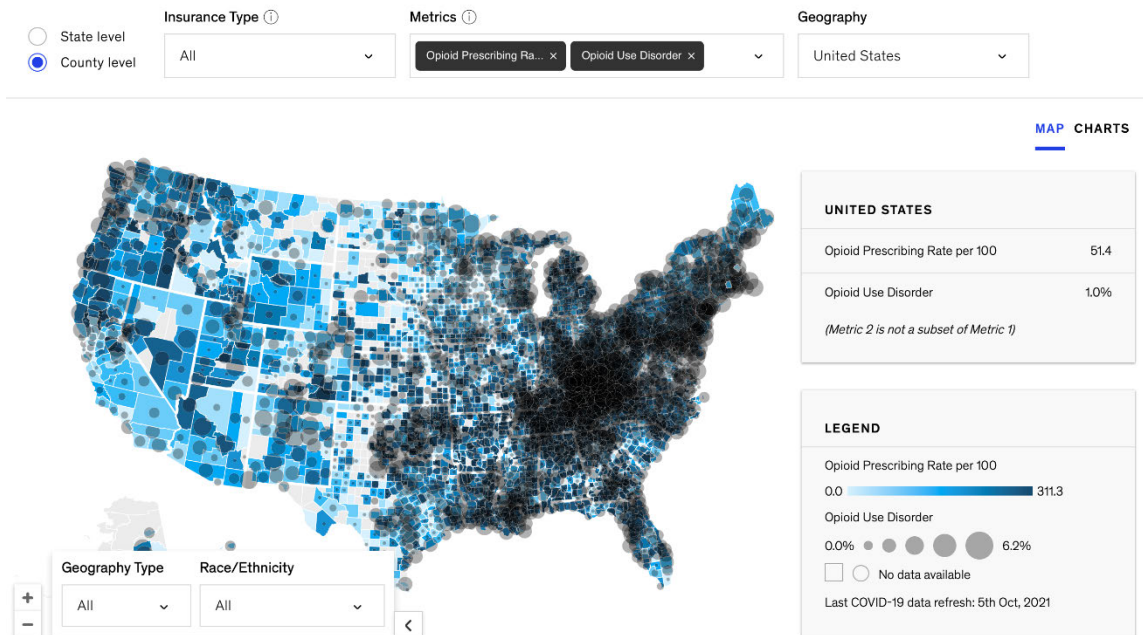 State level
County level
Insurance Type
All
Metrics
Opioid Prescribing Ra... ×
Opioid Use Disorder ×
Geography
United States
MAP CHARTS
UNITED STATES
Opioid Prescribing Rate per 100 51.4
Opioid Use Disorder 1.0%
(Metric 2 is not a subset of Metric 1)
LEGEND
Opioid Prescribing Rate per 100
0.0 311.3
Opioid Use Disorder
0.0% 6.2%
No data available
Last COVID-19 data refresh: 5th Oct, 2021
Geography Type
All
Race/Ethnicity
All